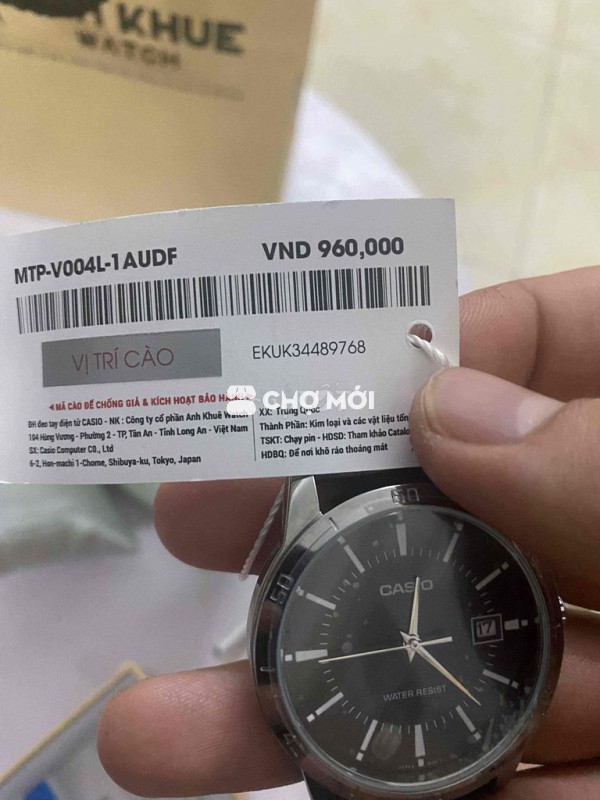 KHUE
WATCH
MTP-V004L-1AUDF
VND 960,000
VỊ TRÍ CÀO
EKUK34489768
◄MÃ CÀO ĐỂ CHỐNG GIẢ & KÍCH HOẠT BẢO
CHỢ MỚI
ĐH đeo tay điện tử CASIO - NK : Công ty cổ phần Anh Khuê Watch
104 Hùng Vương - Phường 2 - TP, Tân An - Tỉnh Long An - Việt Nam
SX: Casio Computer CO., Ltd
6-2, Hon-machi 1-Chome, Shibuya-ku, Tokyo, Japan
XX: Trung Quốc
Thành Phần: Kim loại và các vật liệu
TSKT: Chạy pin - HDSD: Tham khảo
HDBQ: Để nơi khô ráo thoáng mát
60
50
CASIO
17
WATER RESIST